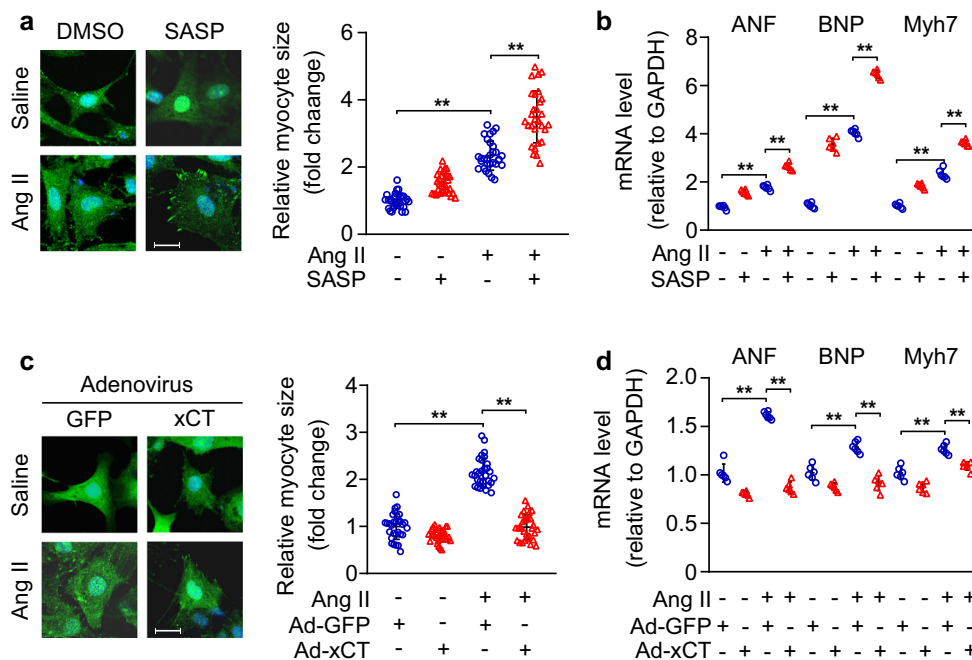 a
DMSO SASP
Saline
Ang II
Relative myocyte size
(fold chaange)
6
4
2
0
** **
Ang II - - + +
SASP - + - +
b
ANF BNP Myh7
mRNA level
(relative to GAPDH)
8
6
4
2
0
** ** ** ** ** **
Ang II - - + + - - + + - - + +
SASP - + - + - + - + - + - +
c
Adenovirus
GFP xCT
Saline
Ang II
Relative myocyte size
(fold change)
4
3
2
1
0
** **
Ang II - - + +
Ad-GFP + - + -
Ad-xCT - + - +
d
ANF BNP Myh7
mRNA level
(relative to GAPDH)
2.0
1.5
1.0
0.5
0
** ** ** ** ** **
Ang II - - + + - - + + - - + +
Ad-GFP + - + - + - + - + - + -
Ad-xCT - + - + - + - + - + - +